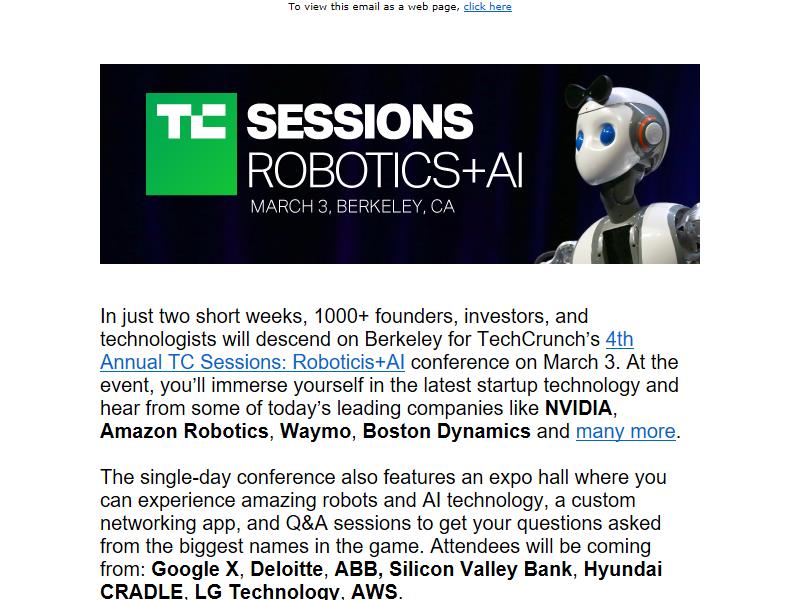 To view this email as a web page, click here
TC SESSIONS
ROBOTICS+AI
MARCH 3, BERKELEY, CA
In just two short weeks, 1000+ founders, investors, and
technologists will descend on Berkeley for TechCrunch’s 4th
Annual TC Sessions: Roboticis+AI conference on March 3. At the
event, you’ll immerse yourself in the latest startup technology and
hear from some of today’s leading companies like NVIDIA,
Amazon Robotics, Waymo, Boston Dynamics and many more.
The single-day conference also features an expo hall where you
can experience amazing robots and AI technology, a custom
networking app, and Q&A sessions to get your questions asked
from the biggest names in the game. Attendees will be coming
from: Google X, Deloitte, ABB, Silicon Valley Bank, Hyundai
CRADLE, LG Technology, AWS.